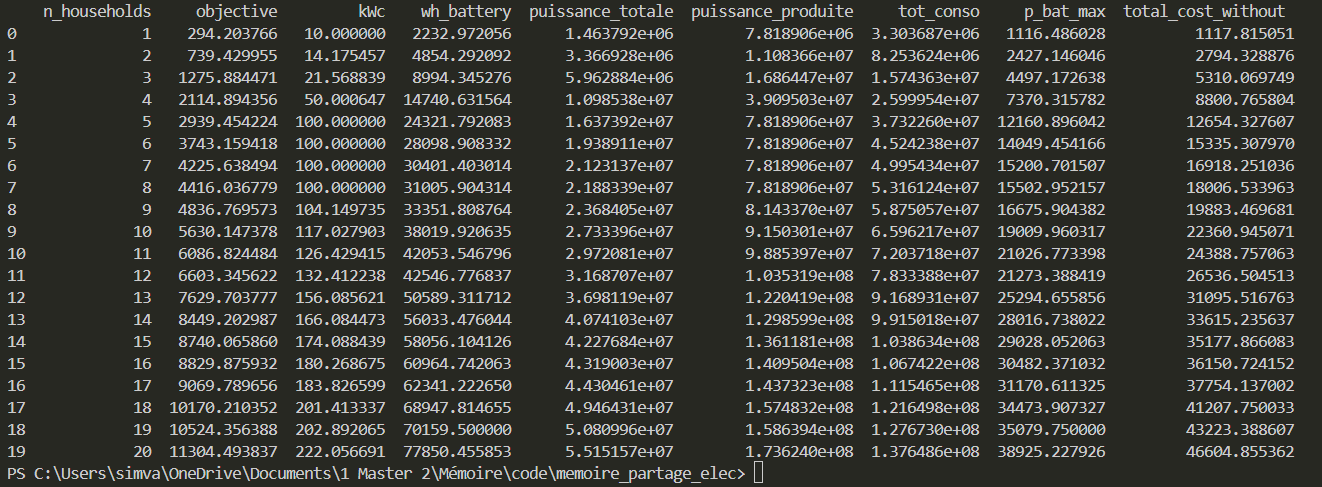 n_households objective kWc wh_battery puissance_totale puissance_produite tot_conso p_bat_max total_cost_without
0 1 294.203766 10.000000 2232.972056 1.463792e+06 7.818906e+06 3.303687e+06 1116.486028 1117.815051
1 2 739.429955 14.175457 4854.292092 3.366928e+06 1.108366e+07 8.253624e+06 2427.146046 2794.328876
2 3 1275.884471 21.568839 8994.345276 5.962884e+06 1.686447e+07 1.574363e+07 4497.172638 5310.069749
3 4 2114.894356 50.000647 14740.631564 1.098538e+07 3.909503e+07 2.599954e+07 7370.315782 8800.765804
4 5 2939.454224 100.000000 24321.792083 1.637392e+07 7.818906e+07 3.732260e+07 12160.896042 12654.327607
5 6 3743.159418 100.000000 28098.908332 1.938911e+07 7.818906e+07 4.524238e+07 14049.454166 15335.307970
6 7 4225.638494 100.000000 30401.403014 2.123137e+07 7.818906e+07 4.995434e+07 15200.701507 16918.251036
7 8 4416.036779 100.000000 31005.904314 2.188339e+07 7.818906e+07 5.316124e+07 15502.952157 18006.533963
8 9 4836.769573 104.149735 33351.808764 2.368405e+07 8.143370e+07 5.875057e+07 16675.904382 19883.469681
9 10 5630.147378 117.027903 38019.920635 2.733396e+07 9.150301e+07 6.596217e+07 19009.960317 22360.945071
10 11 6086.824484 126.429415 42053.546796 2.972081e+07 9.885397e+07 7.203718e+07 21026.773398 24388.757063
11 12 6603.345622 132.412238 42546.776837 3.168707e+07 1.035319e+08 7.833388e+07 21273.388419 26536.504513
12 13 7629.703777 156.085621 50589.311712 3.698119e+07 1.220419e+08 9.168931e+07 25294.655856 31095.516763
13 14 8449.202987 166.084473 56033.476044 4.074103e+07 1.298599e+08 9.915018e+07 28016.738022 33615.235637
14 15 8740.065860 174.088439 58056.104126 4.227684e+07 1.361181e+08 1.038634e+08 29028.052063 35177.866083
15 16 8829.875932 180.268675 60964.742063 4.319003e+07 1.409504e+08 1.067422e+08 30482.371032 36150.724152
16 17 9069.789656 183.826599 62341.222650 4.430461e+07 1.437323e+08 1.115465e+08 31170.611325 37754.137002
17 18 10170.210352 201.413337 68947.814655 4.946431e+07 1.574832e+08 1.216498e+08 34473.907327 41207.750033
18 19 10524.356388 202.892065 70159.500000 5.080996e+07 1.586394e+08 1.276730e+08 35079.750000 43223.388607
19 20 11304.493837 222.056691 77850.455853 5.515157e+07 1.736240e+08 1.376486e+08 38925.227926 46604.855362
PS C:\Users\simva\OneDrive\Documents\1 Master 2\Mémoire\code\memoire_partage_elec>